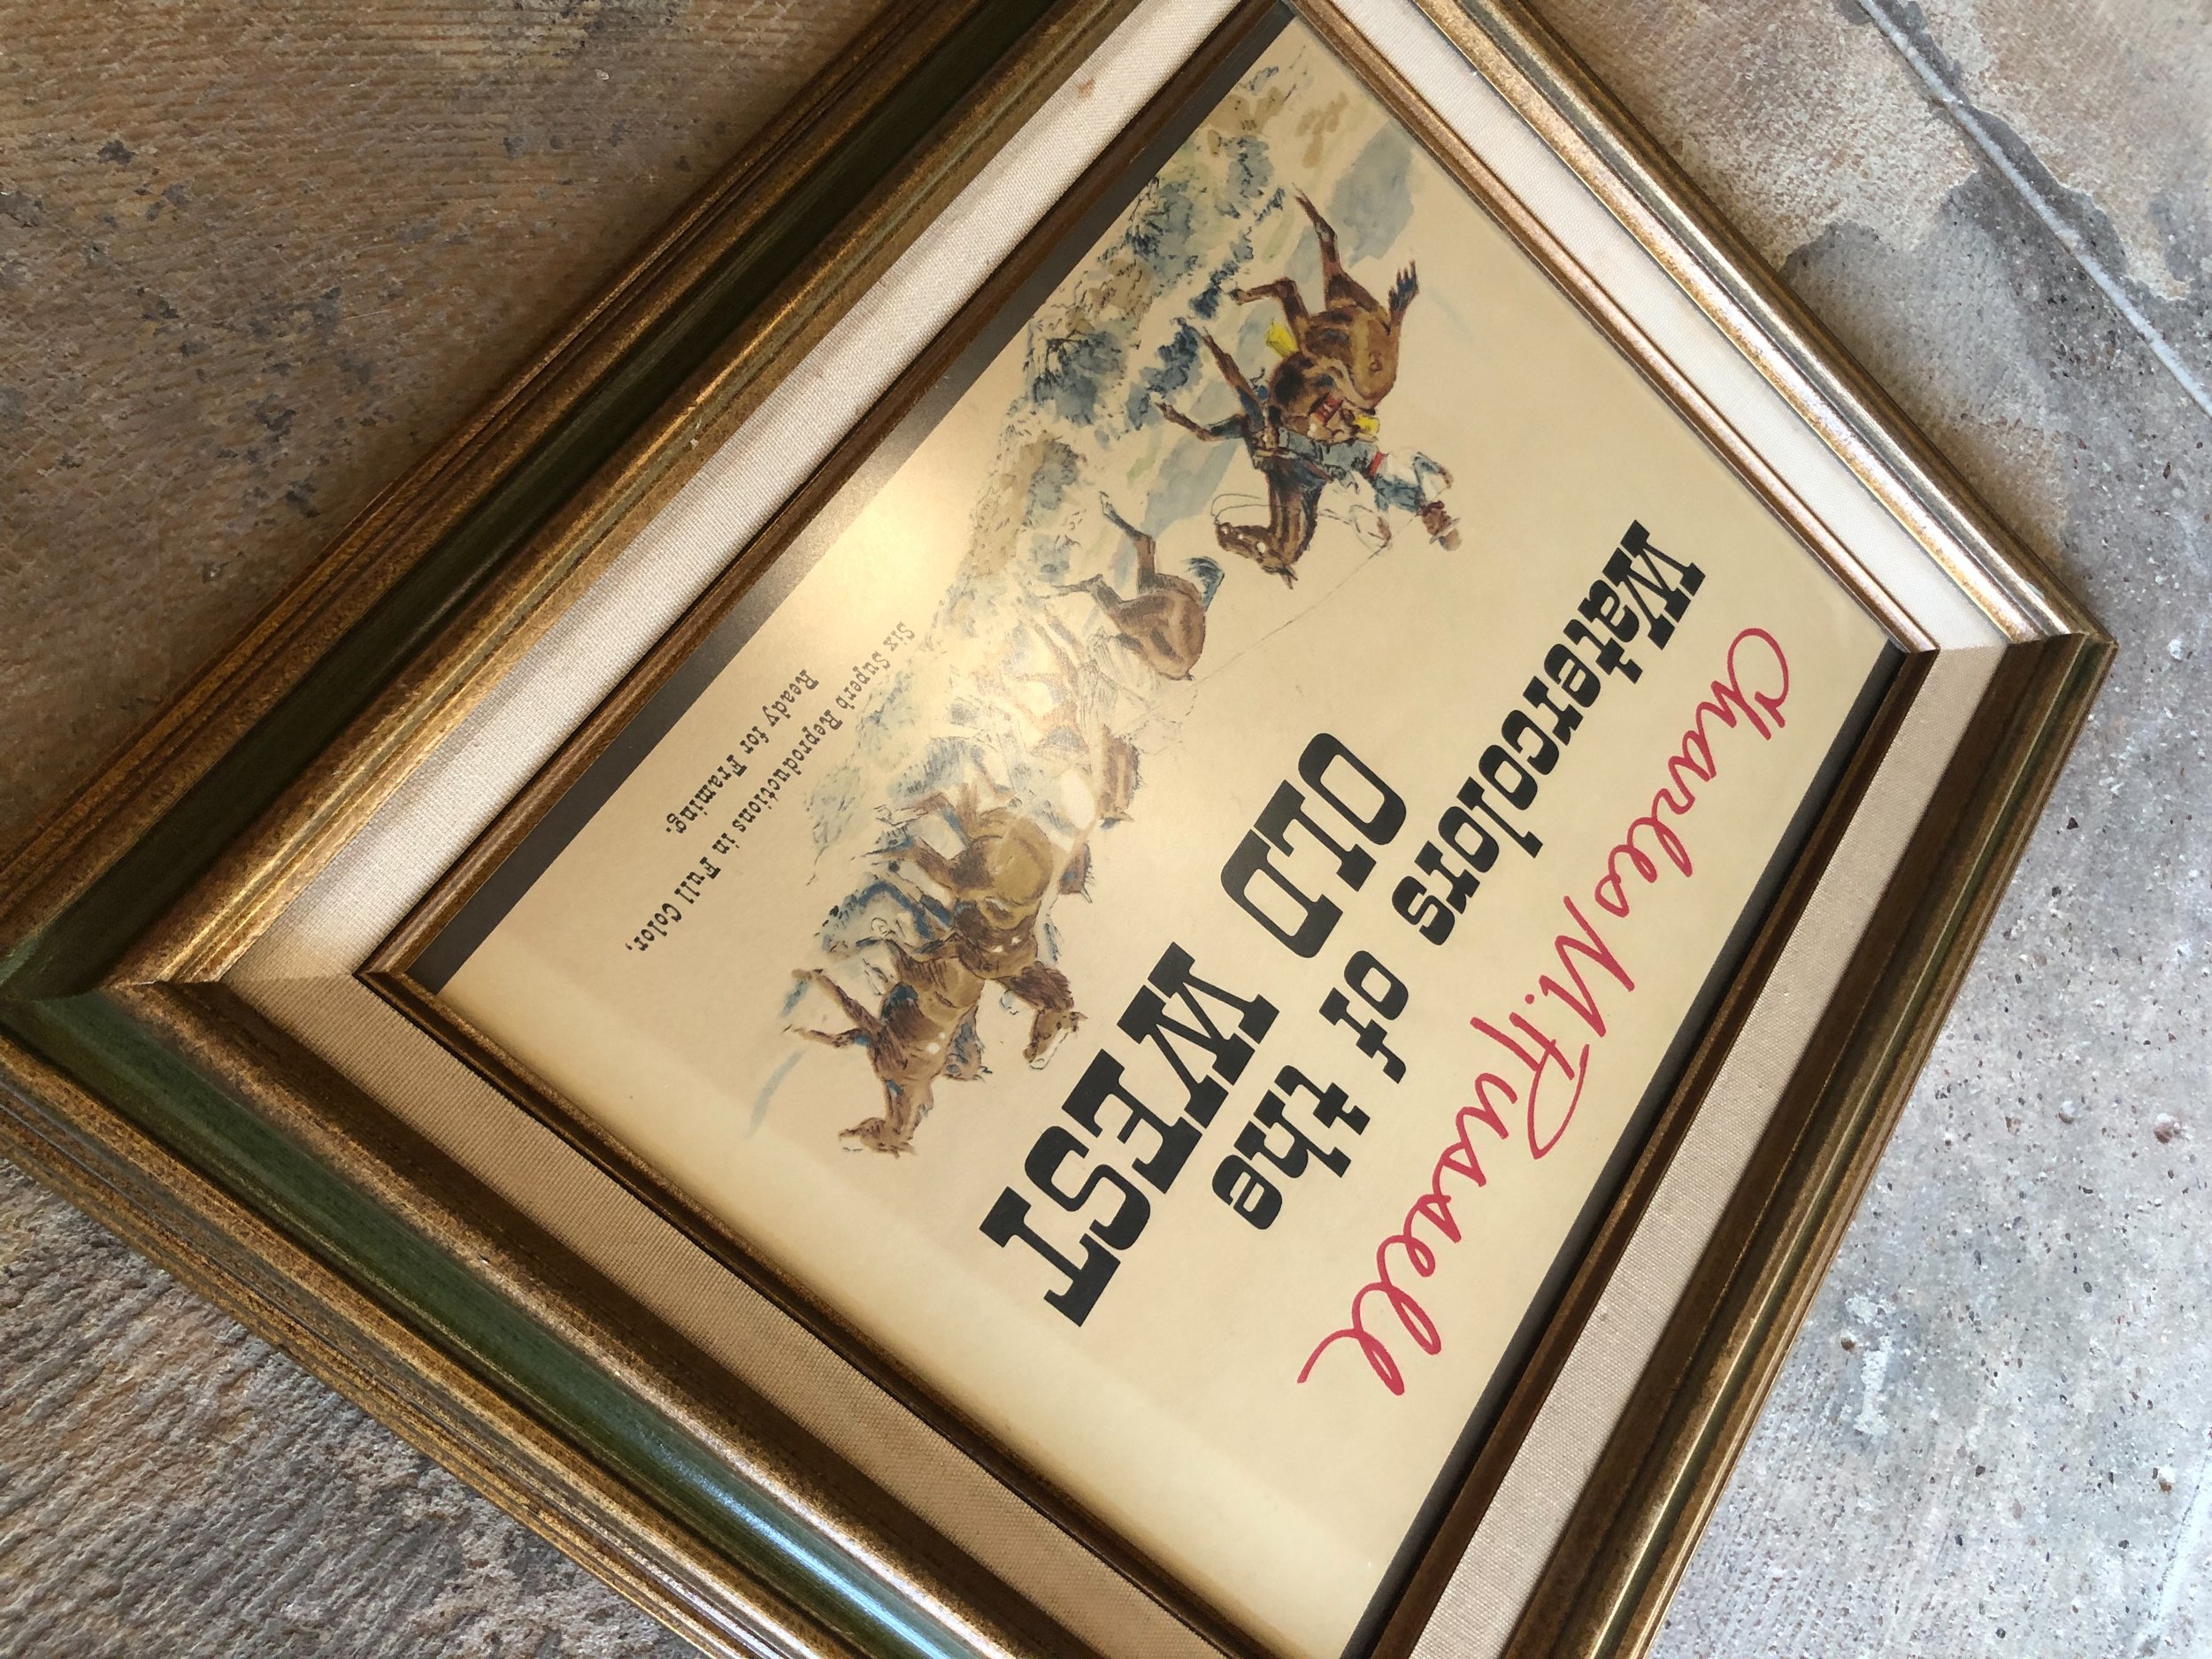 Charles M. Russell
Watercolors of the
OLD WEST
Six Superb Reproductions in Full Color,
Ready for Framing.